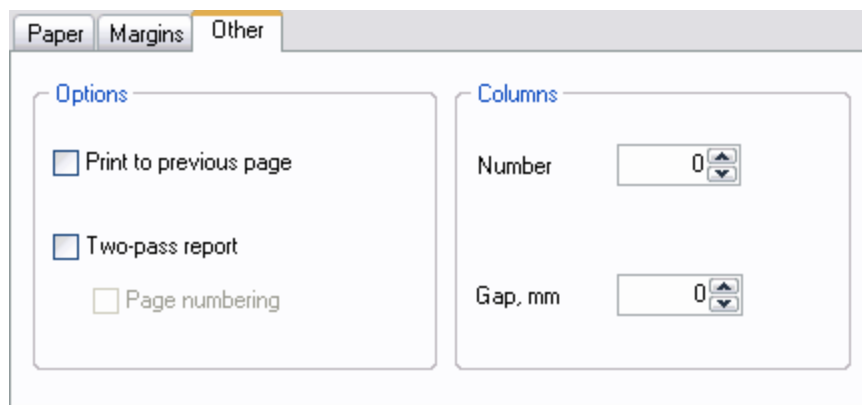 Paper Margins Other
Options
Print to previous page
Two-pass report
Page numbering
Columns
Number 0
Gap, mm 0